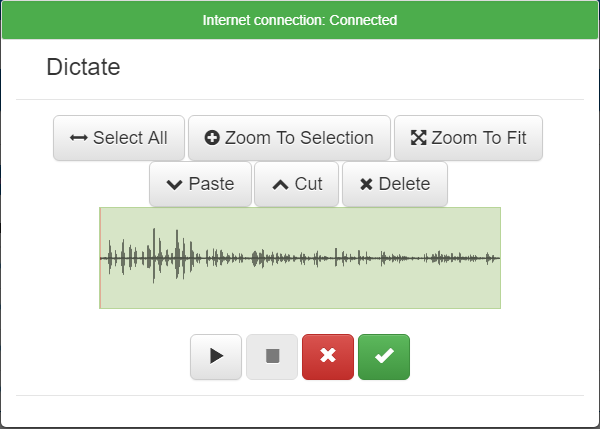 Internet connection: Connected
Dictate
Select All Zoom To Selection Zoom To Fit
Paste Cut Delete